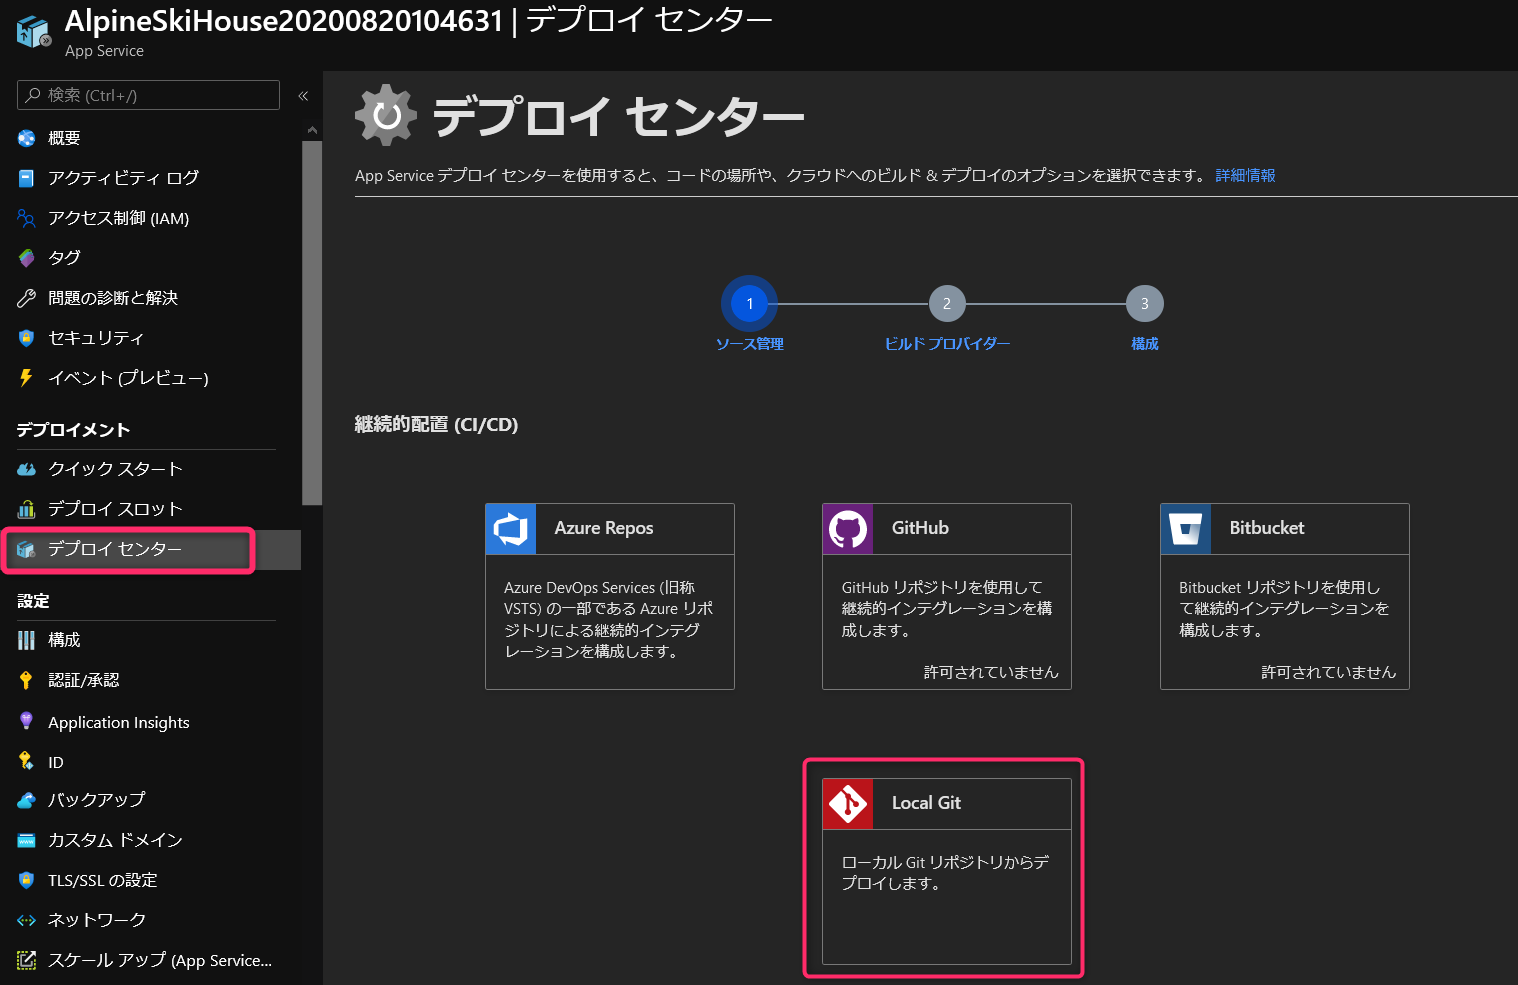 AlpineSkiHouse20200820104631 | デプロイ センター
App Service
検索 (Ctrl+/)
«
概要
アクティビティ ログ
アクセス制御 (IAM)
タグ
問題の診断と解決
セキュリティ
イベント (プレビュー)
デプロイメント
クイック スタート
デプロイ スロット
デプロイ センター
設定
構成
認証/承認
Application Insights
ID
バックアップ
カスタム ドメイン
TLS/SSL の設定
ネットワーク
スケール アップ (App Service...
デプロイ センター
App Service デプロイ センターを使用すると、コードの場所や、クラウドへのビルド & デプロイのオプションを選択できます。 詳細情報
1
2
3
ソース管理
ビルド プロバイダー
構成
継続的配置 (CI/CD)
Azure Repos
Azure DevOps Services (旧称
VSTS) の一部である Azure リポ
ジトリによる継続的インテグ
レーションを構成します。
GitHub
GitHub リポジトリを使用して
継続的インテグレーションを構
成します。
許可されていません
Bitbucket
Bitbucket リポジトリを使用し
て継続的インテグレーションを
構成します。
許可されていません
Local Git
ローカル Git リポジトリからデ
プロイします。